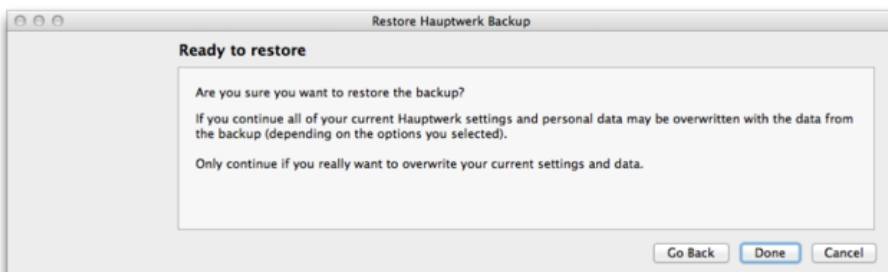 Restore Hauptwerk Backup
Ready to restore
Are you sure you want to restore the backup?
If you continue all of your current Hauptwerk settings and personal data may be overwritten with the data from
the backup (depending on the options you selected).
Only continue if you really want to overwrite your current settings and data.
Go Back Done Cancel